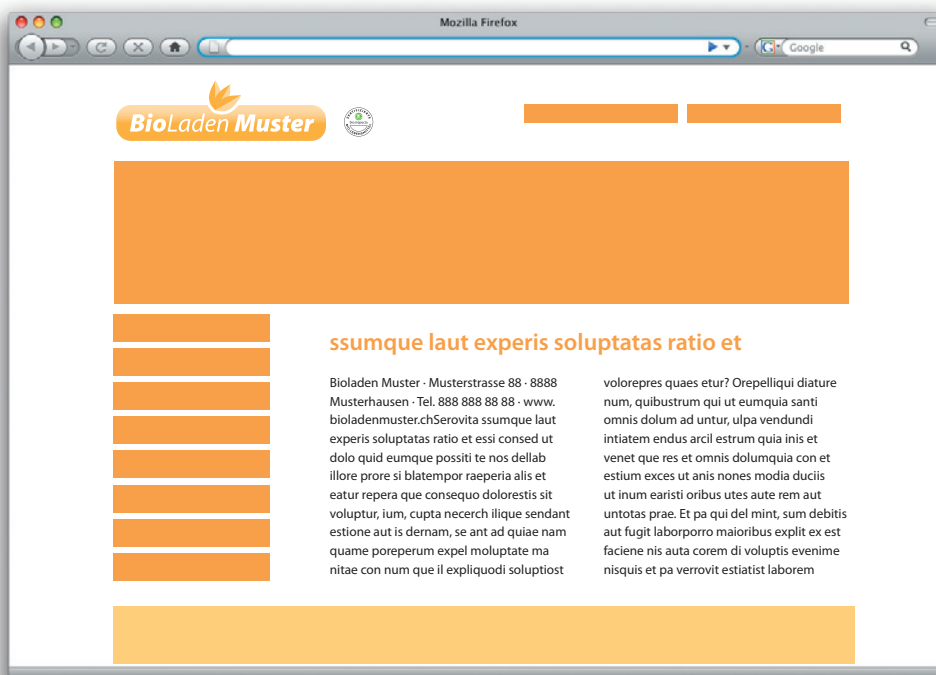 Mozilla Firefox
Google
BioLaden Muster
ssumque laut experis soluptatas ratio et
Bioladen Muster · Musterstrasse 88 · 8888
Musterhausen · Tel. 888 888 88 88 · www.
bioladenmuster.chSerovita ssumque laut
experis soluptatas ratio et essi consed ut
dolo quid eumque possiti te nos dellab
illore prore si blatempor raeperia alis et
eatur repera que consequo dolorestis sit
voluptur, ium, cupta necerch ilique sendant
estione aut is dernam, se ant ad quiae nam
quame poreperum expel moluptate ma
nitae con num que il expliquodi soluptiost
volorepres quaes etur? Orepelliqui diature
num, quibustrum qui ut eumquia santi
omnis dolum ad untur, ulpa vendundi
intiatem endus arcil estrum quia inis et
venet que res et omnis dolumquia con et
estium exces ut anis nones modia duciis
ut inum earisti oribus utes aute rem aut
untotas prae. Et pa qui del mint, sum debitis
aut fugit laborporro maioribus explit ex est
faciene nis auta corem di voluptis evenime
nisquis et pa verrovit estiatist laborem